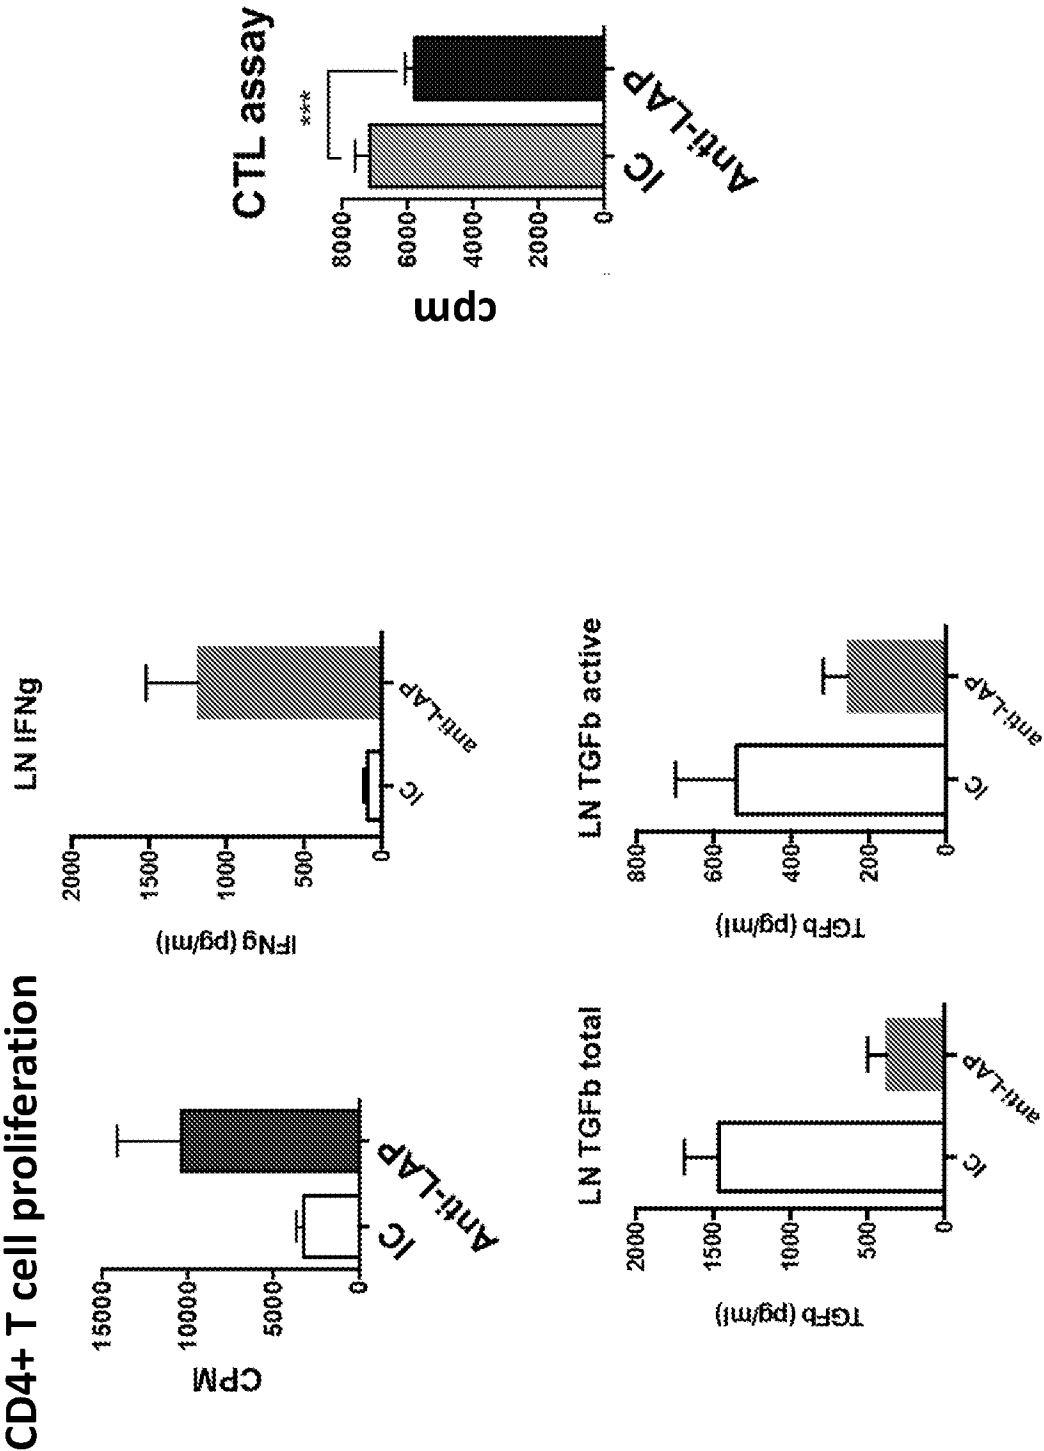 CD4+ T cell proliferation
CPM
15000
10000
5000
0
IC
Anti-LAP
LN IFNg
IFNg (pg/ml)
2000
1500
1000
500
0
IC
anti-LAP
CTL assay
***
cpm
8000
6000
4000
2000
0
IC
Anti-LAP
LN TGFb total
TGFb (pg/ml)
2000
1500
1000
500
0
IC
anti-LAP
LN TGFb active
TGFb (pg/ml)
800
600
400
200
0
IC
anti-LAP